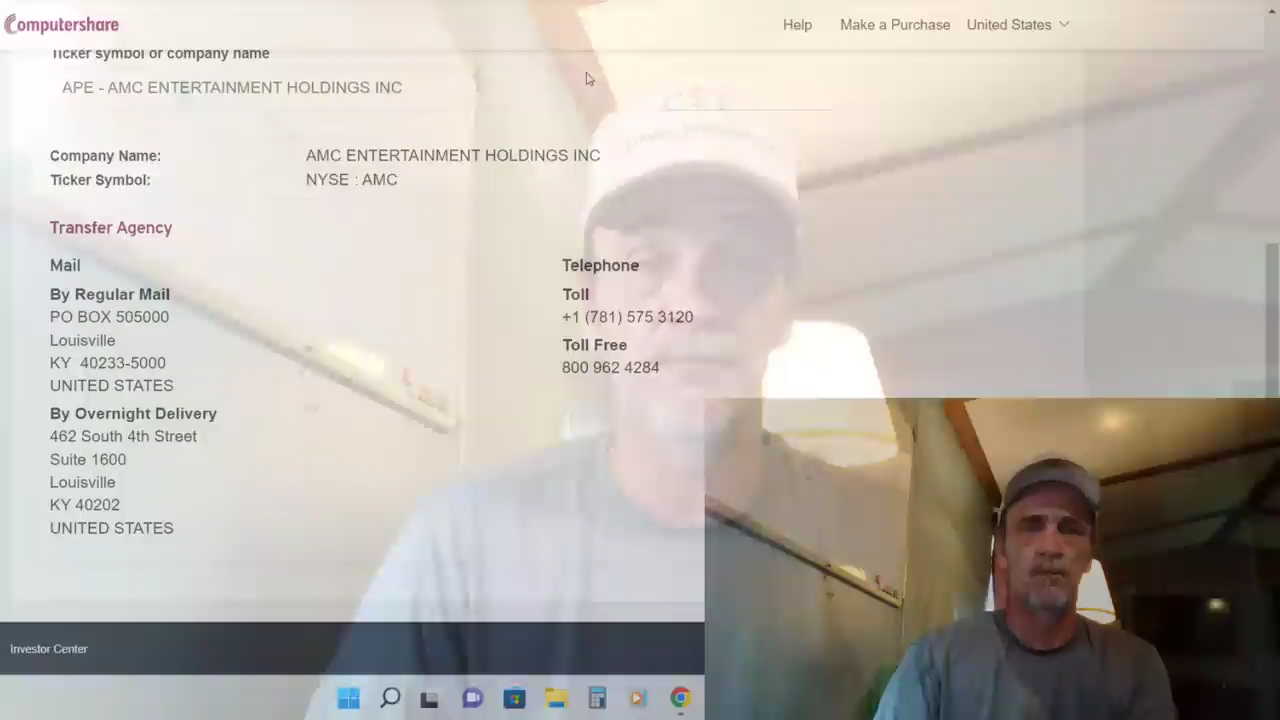 Computershare
Help
Make a Purchase
United States
Ticker symbol or company name
APE - AMC ENTERTAINMENT HOLDINGS INC
Company Name:
AMC ENTERTAINMENT HOLDINGS INC
Ticker Symbol:
NYSE : AMC
Transfer Agency
Mail
By Regular Mail
PO BOX 505000
Louisville
KY 40233-5000
UNITED STATES
By Overnight Delivery
462 South 4th Street
Suite 1600
Louisville
KY 40202
UNITED STATES
Telephone
Toll
+1 (781) 575 3120
Toll Free
800 962 4284
Investor Center